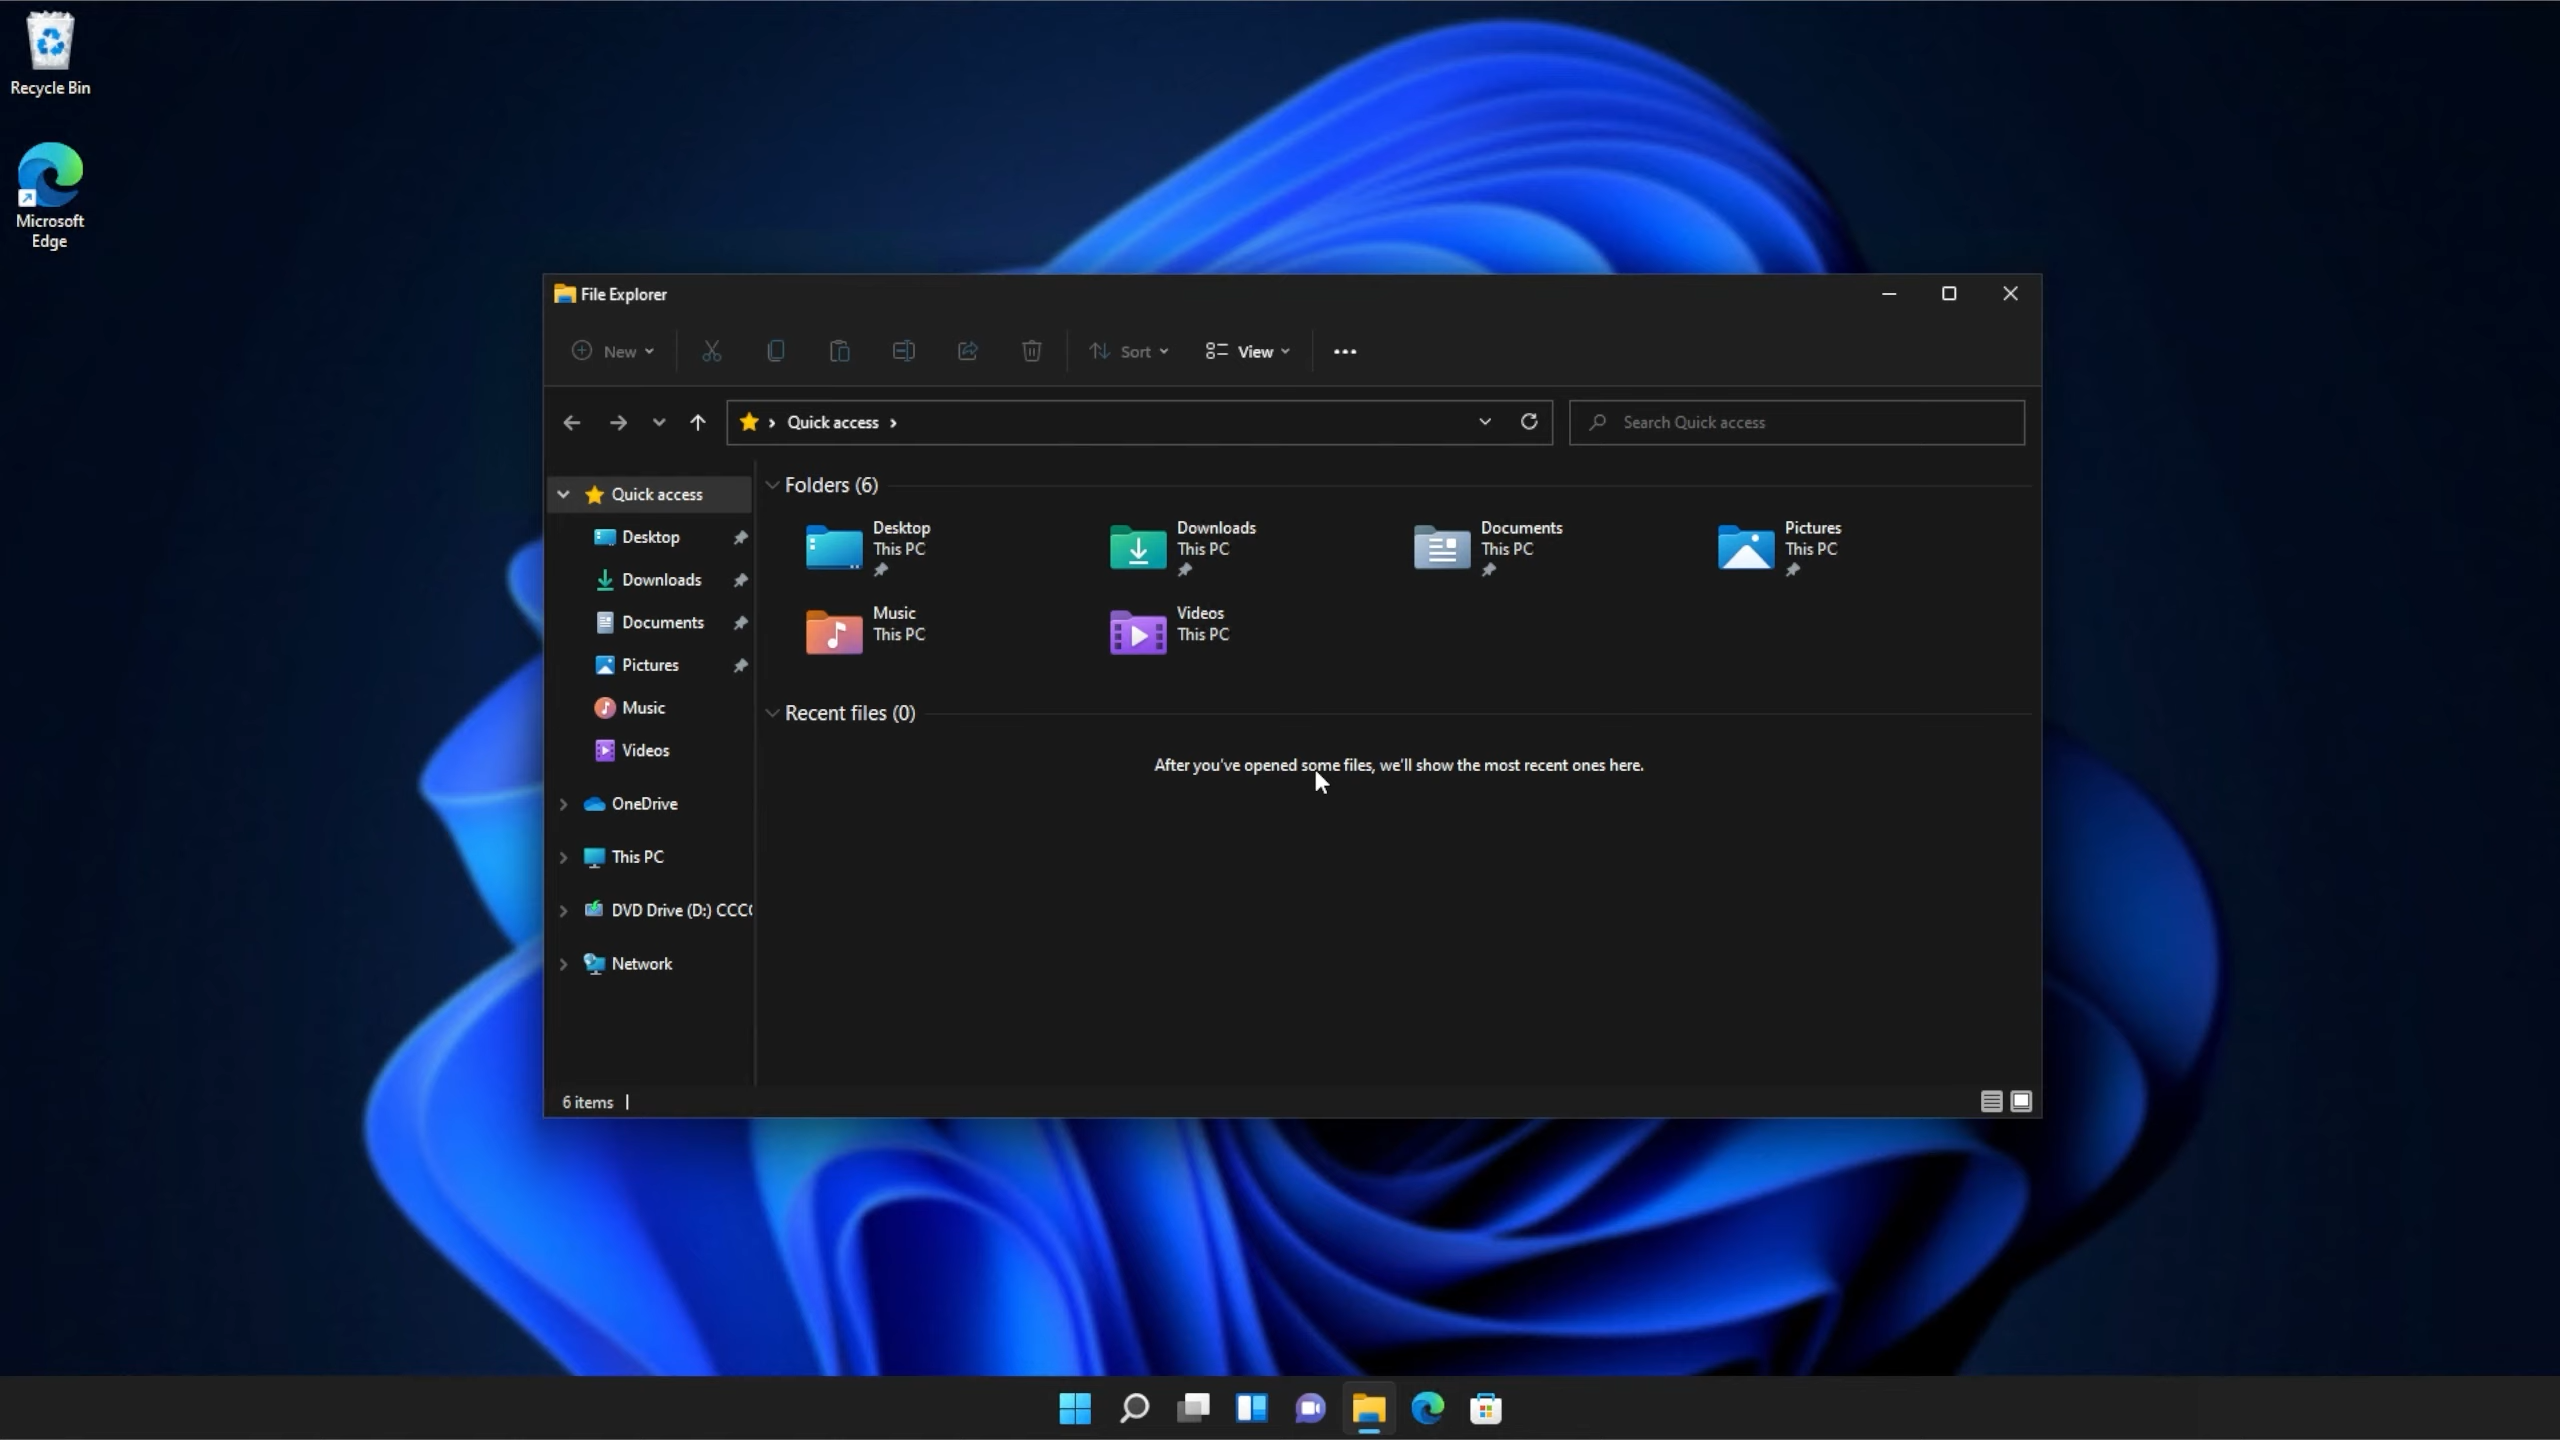 Recycle Bin
Microsoft
Edge
File Explorer
New
Sort
View
Quick access
Search Quick access
Quick access
Desktop
Downloads
Documents
Pictures
Music
Videos
OneDrive
This PC
DVD Drive (D:) CCC
Network
Folders (6)
Desktop
This PC
Downloads
This PC
Documents
This PC
Pictures
This PC
Music
This PC
Videos
This PC
Recent files (0)
After you've opened some files, we'll show the most recent ones here.
6 items